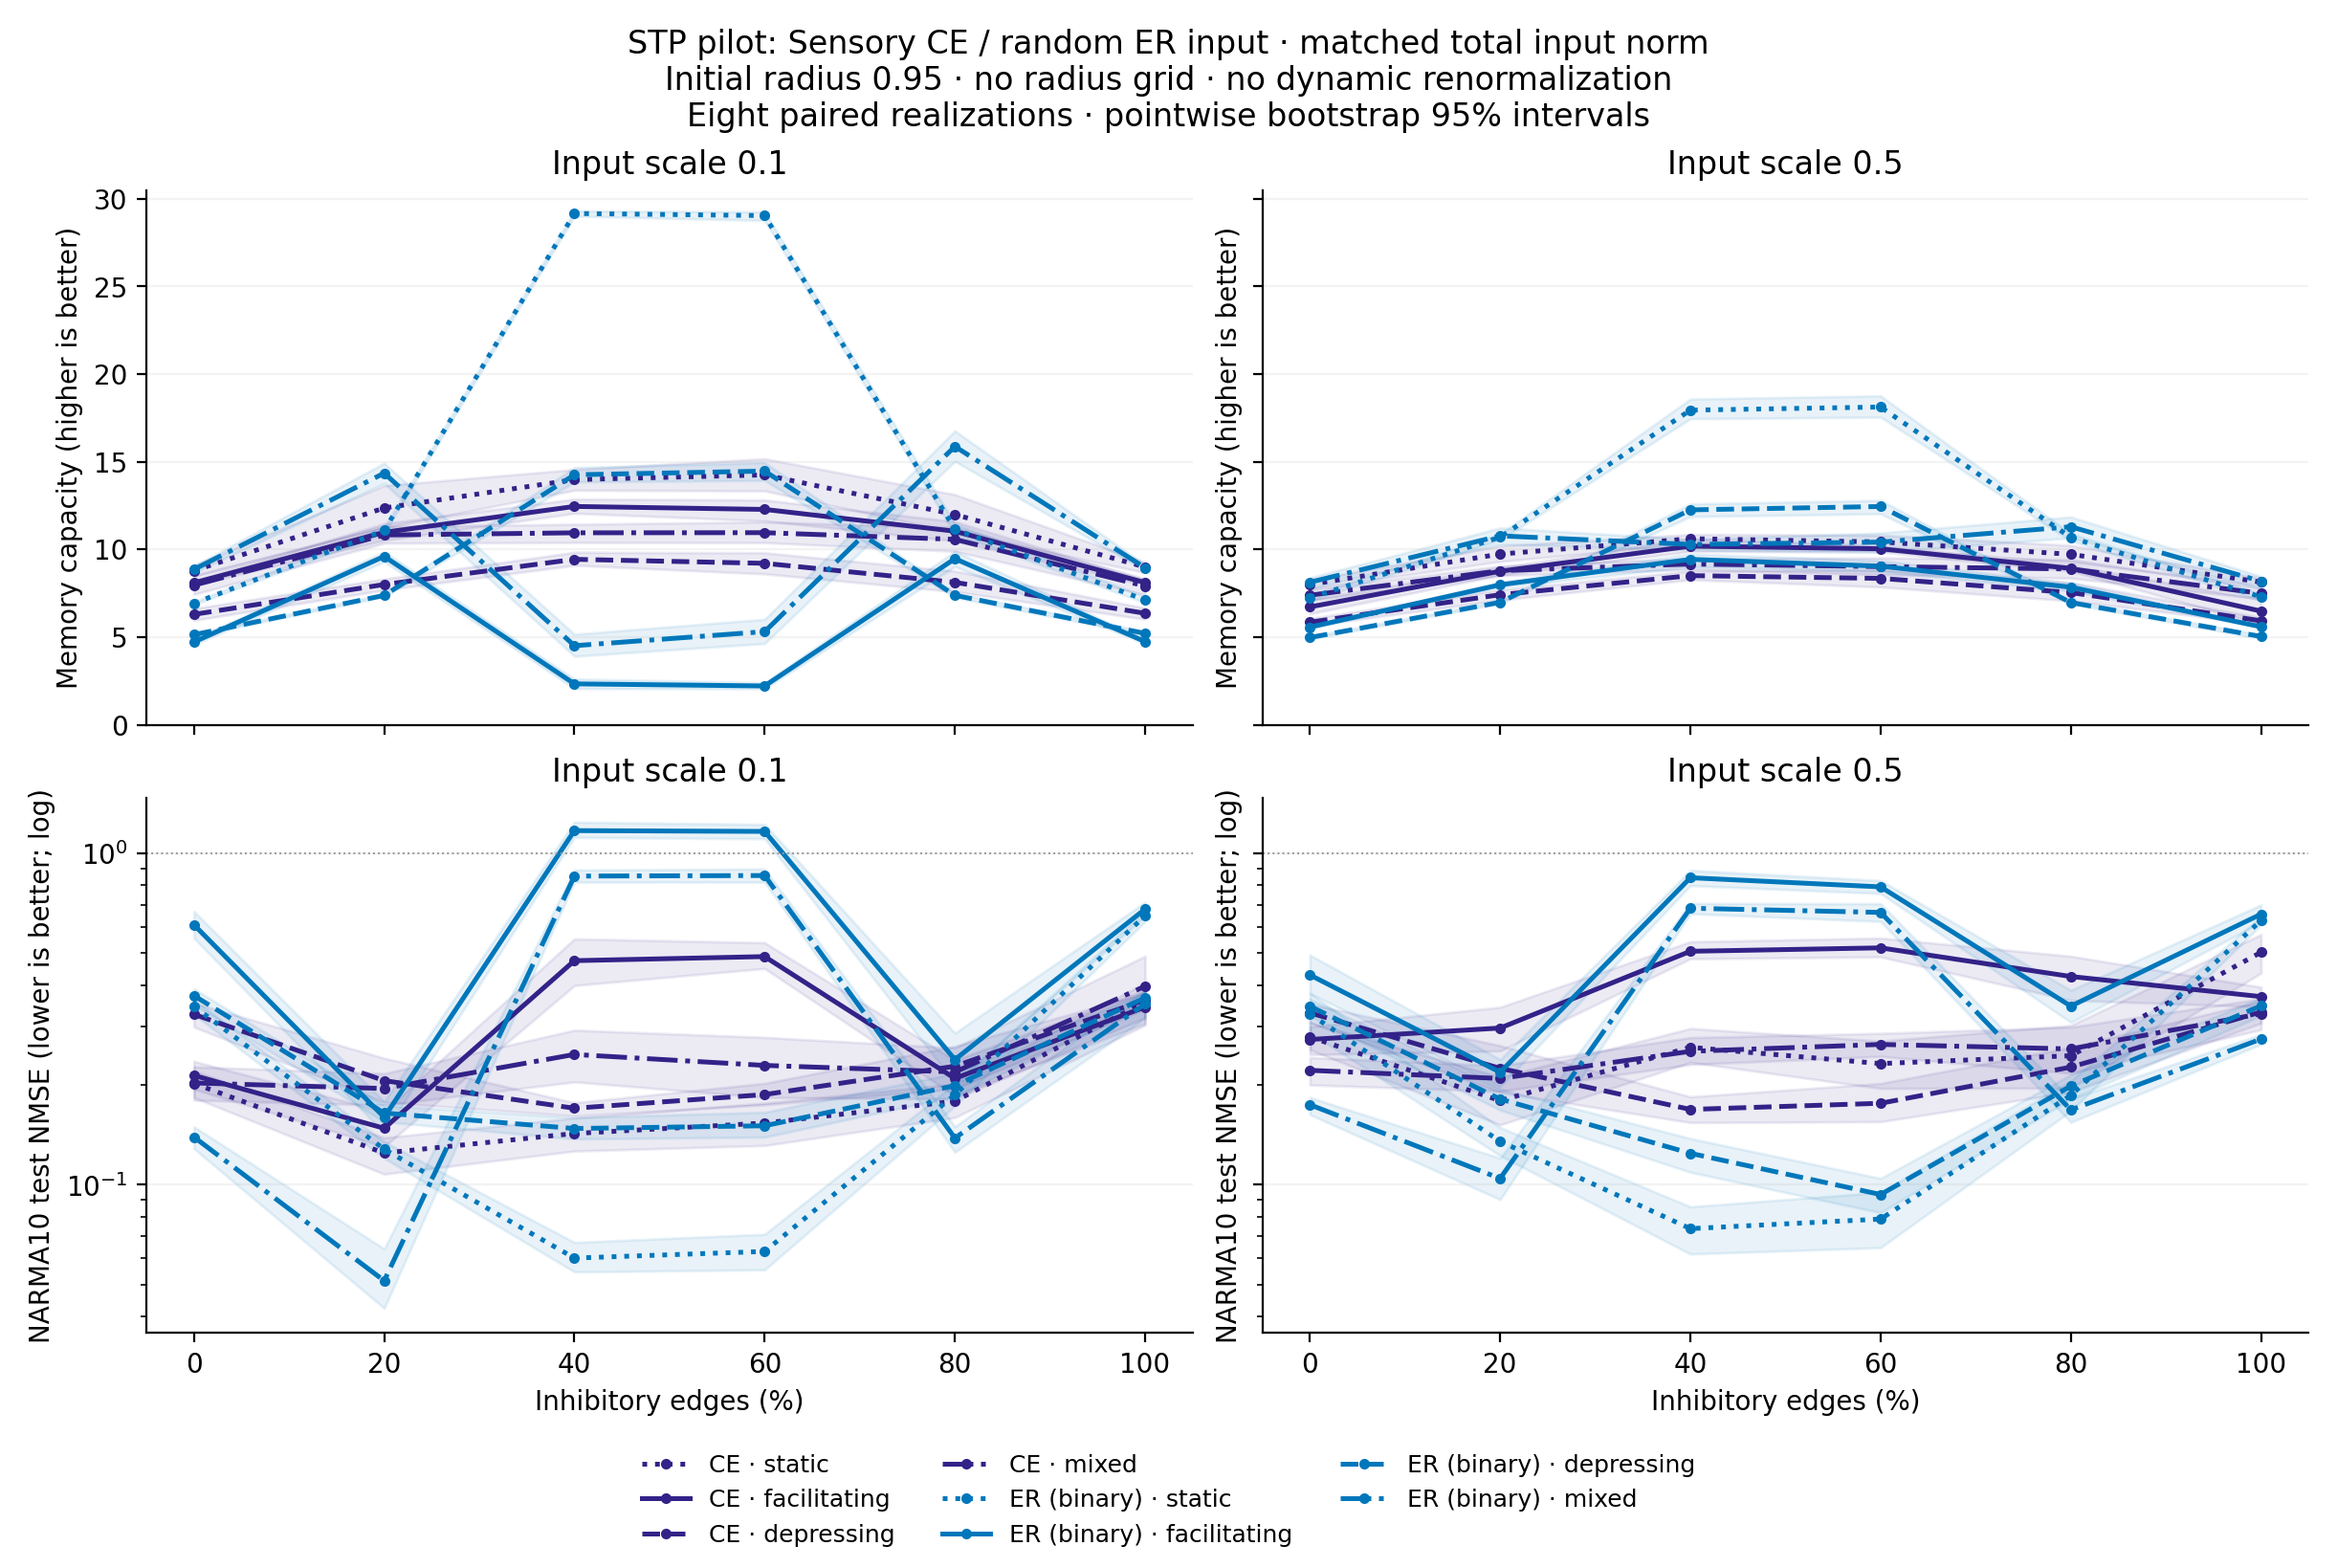 STP pilot: Sensory CE / random ER input · matched total input norm
Initial radius 0.95 · no radius grid · no dynamic renormalization
Eight paired realizations · pointwise bootstrap 95% intervals
Input scale 0.1
Input scale 0.5
Memory capacity (higher is better)
30
25
20
15
10
5
0
Memory capacity (higher is better)
Input scale 0.1
Input scale 0.5
NARMA10 test NMSE (lower is better; log)
10⁰
10⁻¹
NARMA10 test NMSE (lower is better; log)
0 20 40 60 80 100
0 20 40 60 80 100
Inhibitory edges (%)
Inhibitory edges (%)
CE · static
CE · facilitating
CE · depressing
CE · mixed
ER (binary) · static
ER (binary) · facilitating
ER (binary) · depressing
ER (binary) · mixed